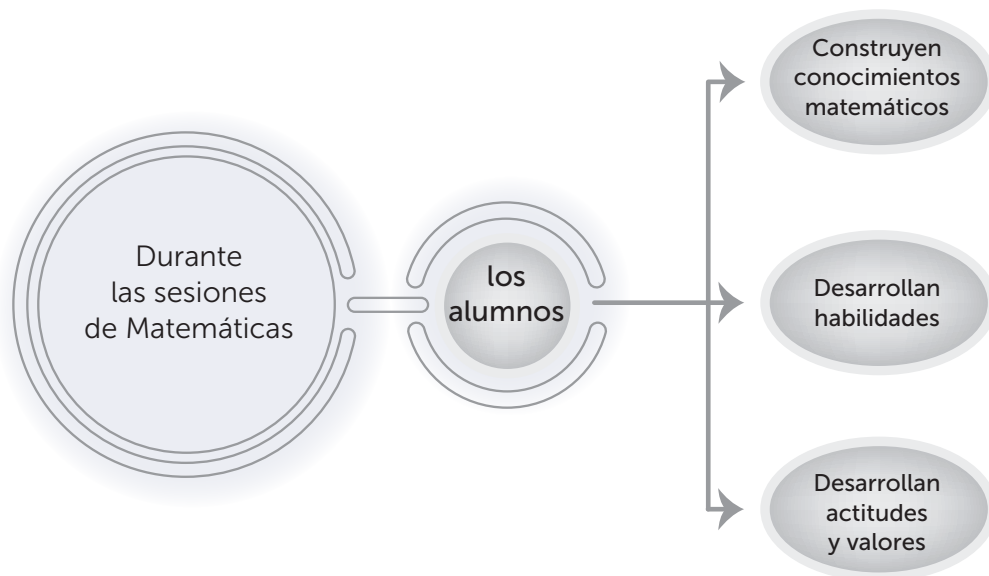 Durante
las sesiones
de Matemáticas
los
alumnos
Construyen
conocimientos
matemáticos
Desarrollan
habilidades
Desarrollan
actitudes
y valores